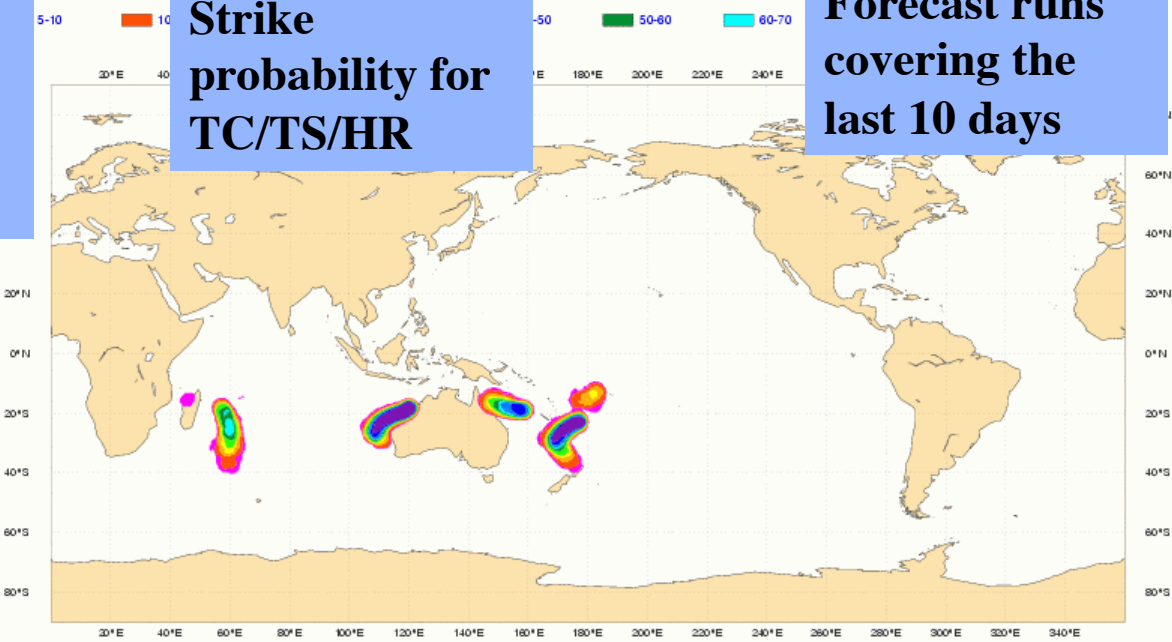 5-10 10 -50 50-60 60-70
Strike
probability for
TC/TS/HR
Forecast runs
covering the
last 10 days
20°E 40 °E 180°E 200°E 220°E 240°E
60°N
40°N
20°N 20°N
0°N 0°N
20°S 20°S
40°S 40°S
60°S 60°S
80°S 80°S
20°E 40°E 60°E 80°E 100°E 120°E 140°E 160°E 180°E 200°E 220°E 240°E 260°E 280°E 300°E 320°E 340°E